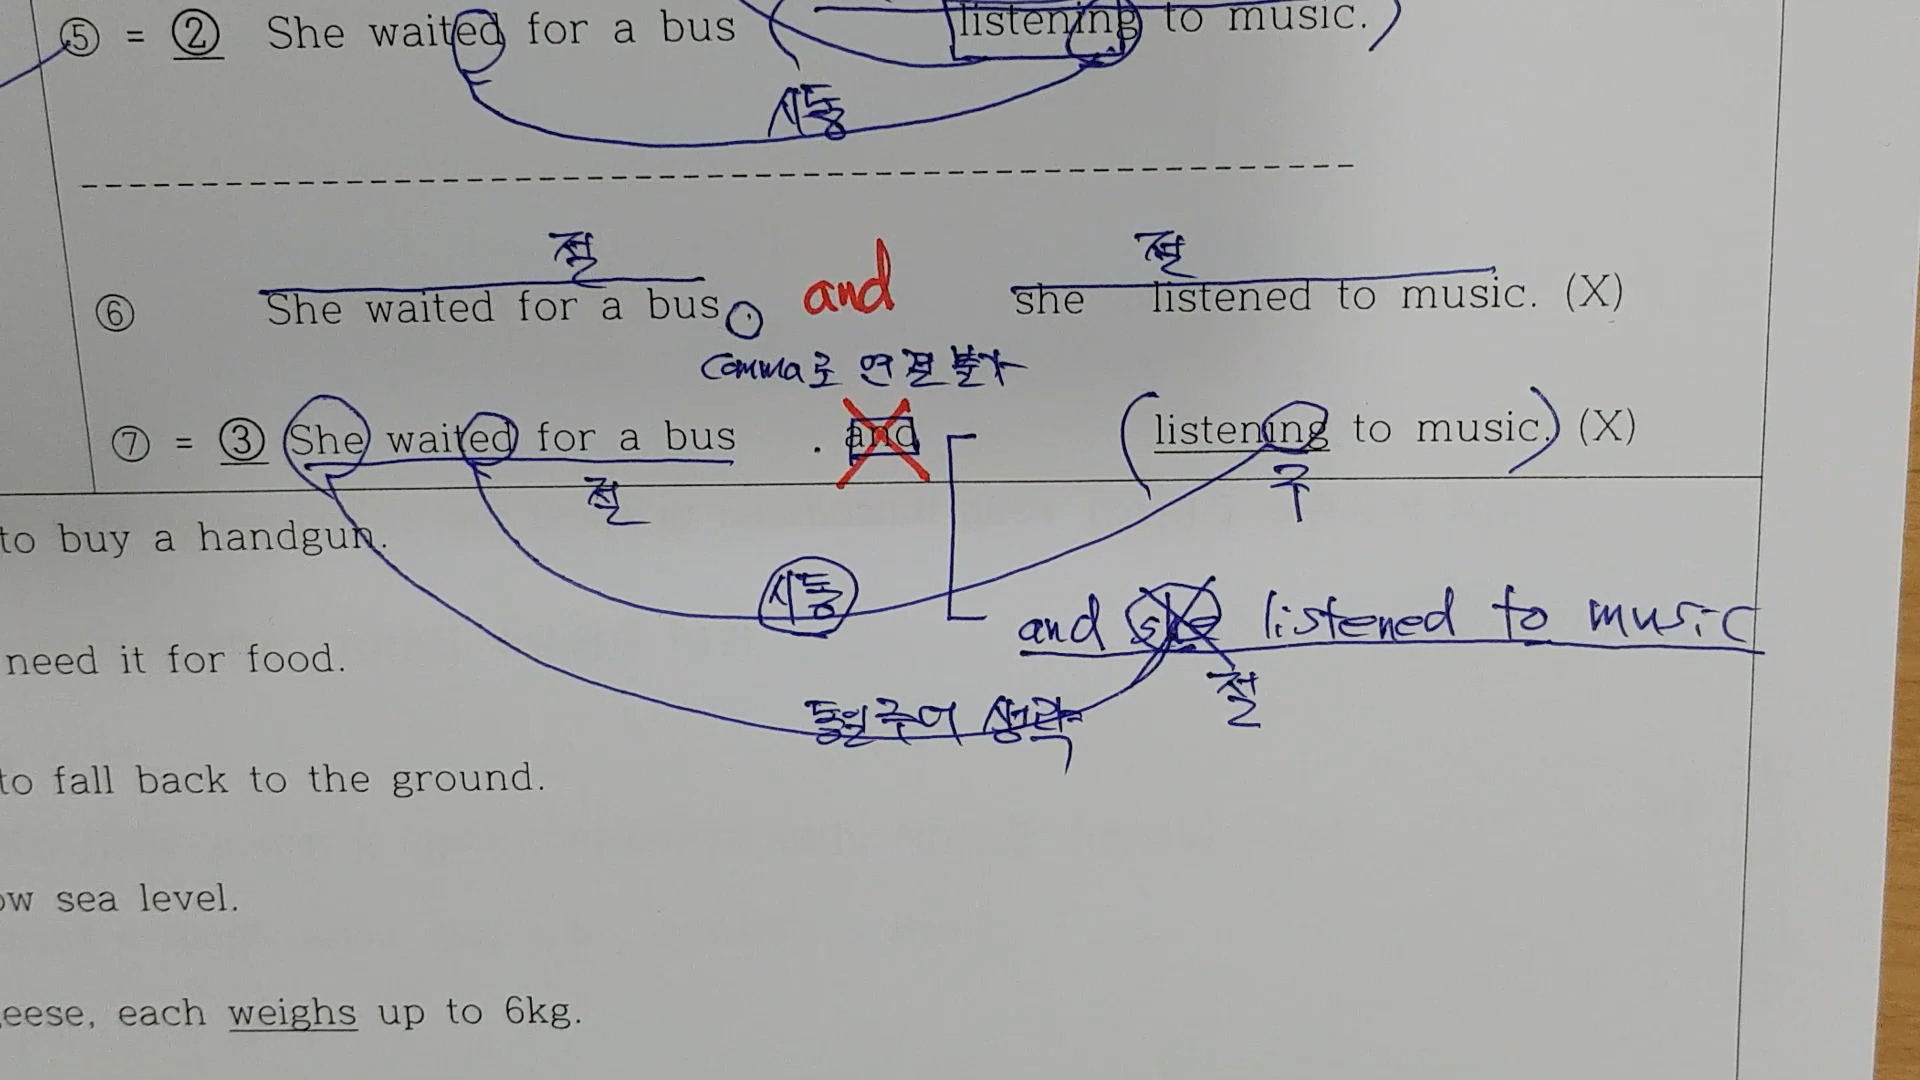 ⑤ = ② She waited for a bus listening to music.
시동
절 절
⑥ She waited for a bus. and she listened to music. (X)
comma로 연결 불가
⑦ = ③ She waited for a bus . and listening to music. (X)
절 구
to buy a handgun.
시동
and she listened to music
need it for food.
동일주어 생략 절
to fall back to the ground.
ow sea level.
eese, each weighs up to 6kg.